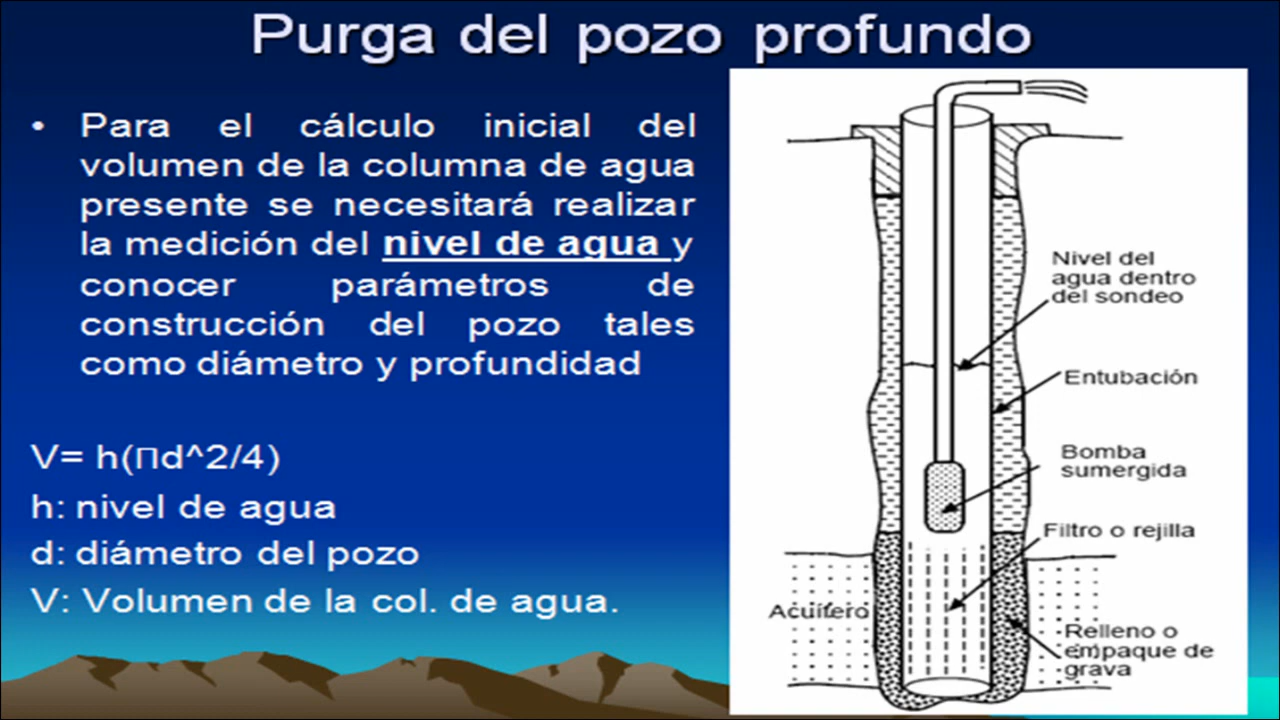 Purga del pozo profundo
• Para el cálculo inicial del
volumen de la columna de agua
presente se necesitará realizar
la medición del nivel de agua y
conocer parámetros de
construcción del pozo tales
como diámetro y profundidad
V= h(Πd^2/4)
h: nivel de agua
d: diámetro del pozo
V: Volumen de la col. de agua.
Nivel del
agua dentro
del sondeo
Entubación
Bomba
sumergida
Filtro o rejilla
Acuífero
Relleno o
empaque de
grava